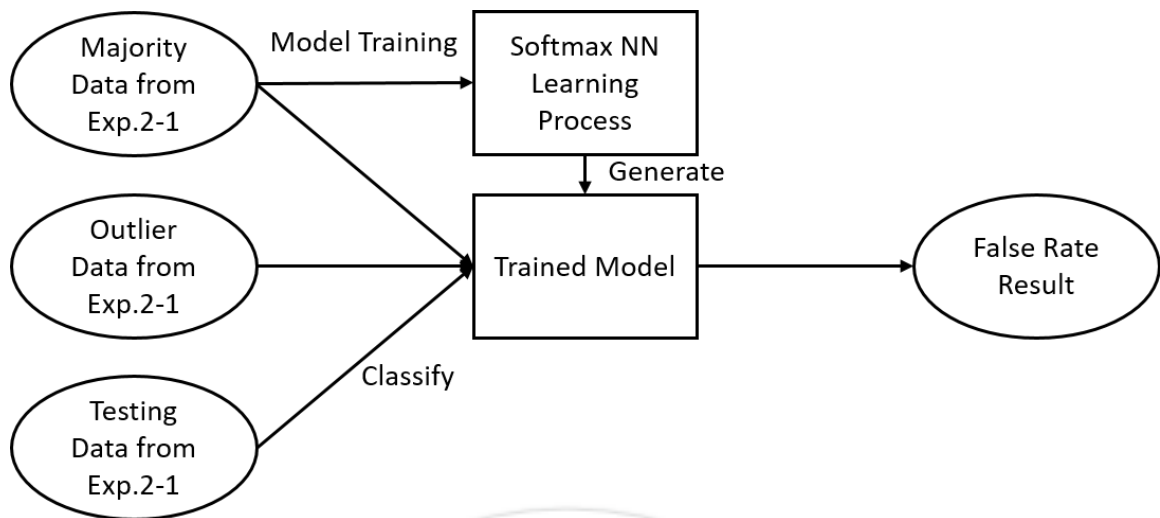 Majority
Data from
Exp.2-1
Model Training
Softmax NN
Learning
Process
Generate
Outlier
Data from
Exp.2-1
Trained Model
False Rate
Result
Classify
Testing
Data from
Exp.2-1